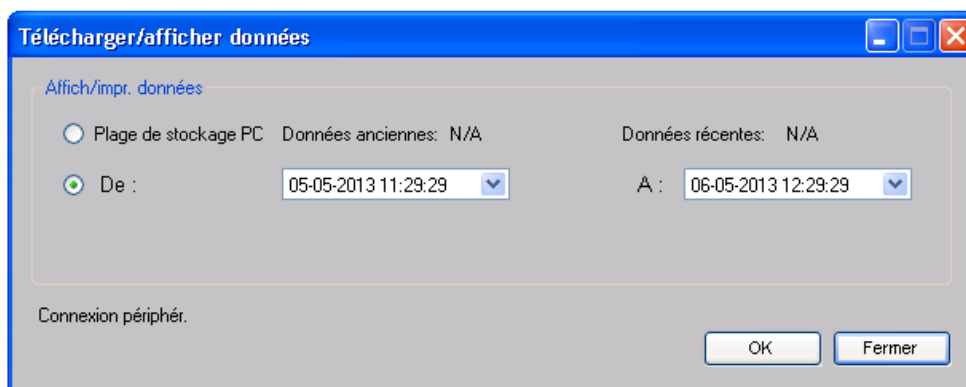 Télécharger/afficher données
Affich/impr. données
Plage de stockage PC Données anciennes: N/A Données récentes: N/A
De : 05-05-2013 11:29:29 A : 06-05-2013 12:29:29
Connexion périphér.
OK Fermer